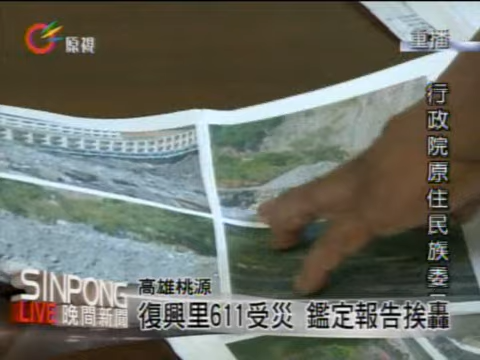 原視
重播
行政院原住民族委
SINPONG
LIVE 晚間新聞
高雄桃源
復興里611受災 鑑定報告挨轟